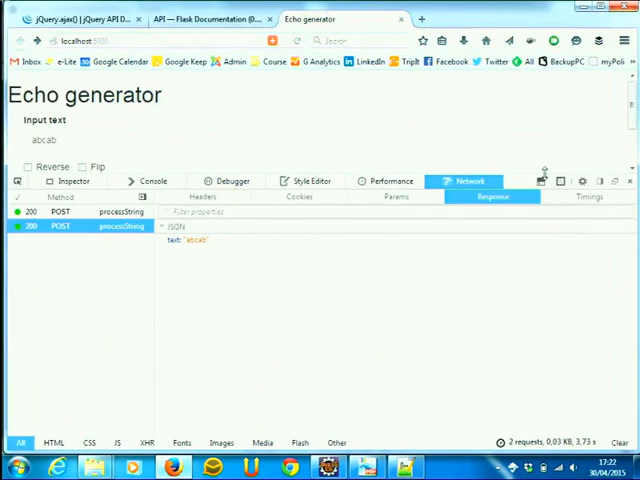 jQuery.ajax() | jQuery API D...
API — Flask Documentation (0....
Echo generator
localhost:5000
Search
Inbox
e-Lite
Google Calendar
Google Keep
Admin
Course
G Analytics
LinkedIn
TripIt
Facebook
Twitter
All
BackupPC
myPoli
Echo generator
Input text
abcab
Reverse
Flip
Inspector
Console
Debugger
Style Editor
Performance
Network
Method
Headers
Cookies
Params
Response
Timings
200 POST processString
Filter properties
200 POST processString
JSON
text: "abcab"
All
HTML
CSS
JS
XHR
Fonts
Images
Media
Flash
Other
2 requests, 0,03 KB, 3,73 s
Clear
17:22
30/04/2015